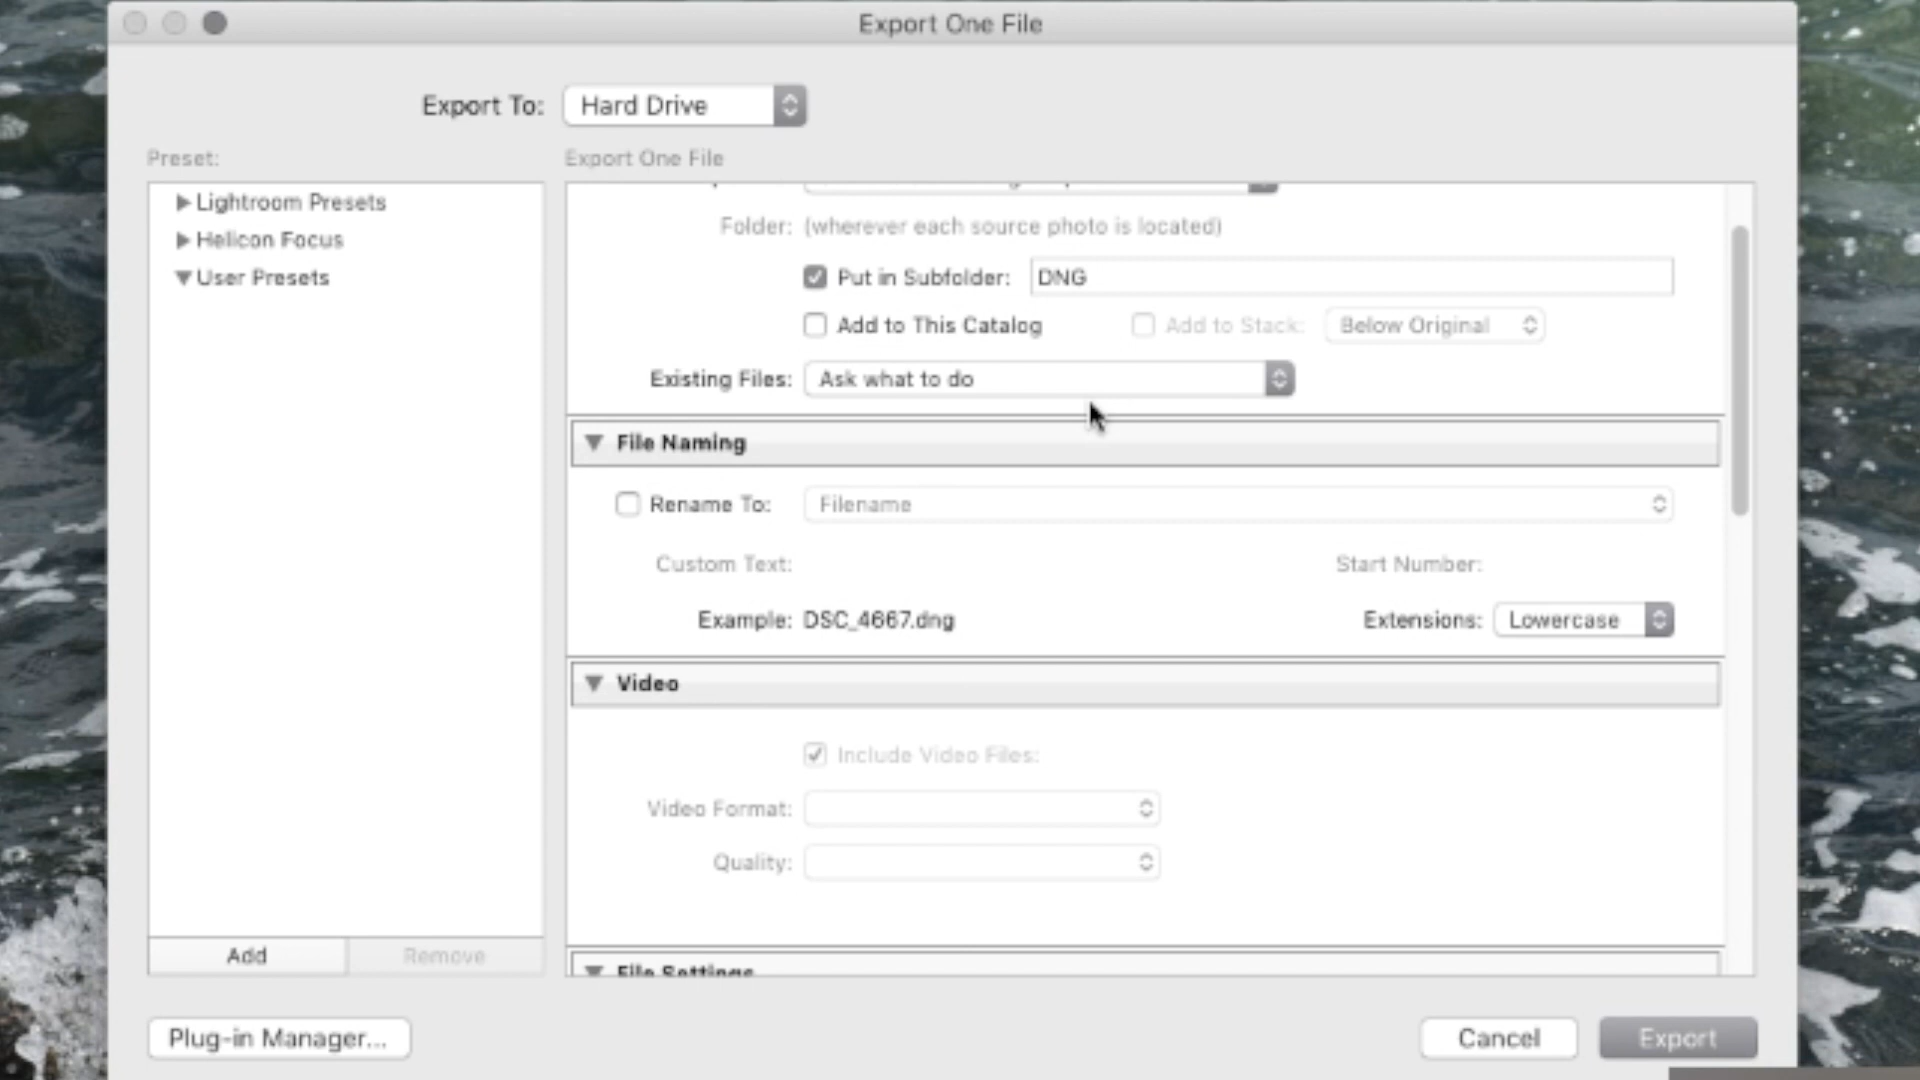 Export One File
Export To: Hard Drive
Preset:
Export One File
Lightroom Presets
Helicon Focus
User Presets
Folder: (wherever each source photo is located)
Put in Subfolder: DNG
Add to This Catalog
Add to Stack: Below Original
Existing Files: Ask what to do
File Naming
Rename To: Filename
Custom Text: Start Number:
Example: DSC_4667.dng Extensions: Lowercase
Video
Include Video Files:
Video Format:
Quality:
File Settings
Add Remove
Plug-in Manager...
Cancel Export